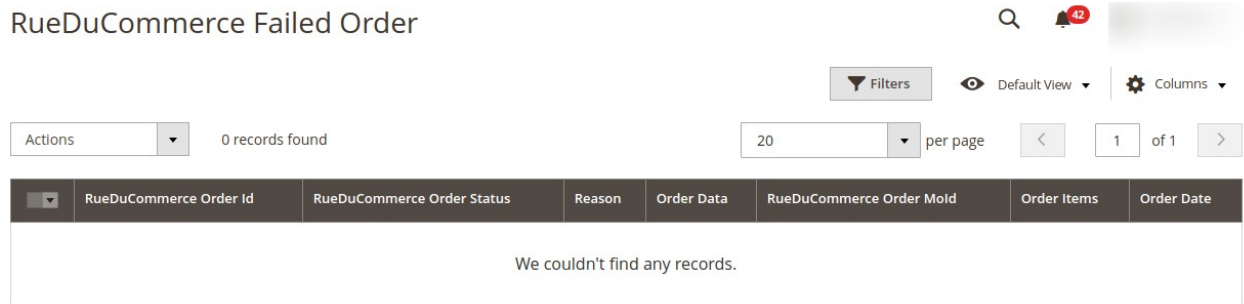 RueDuCommerce Failed Order
42
Filters
Default View
Columns
Actions
0 records found
20
per page
1
of 1
RueDuCommerce Order Id
RueDuCommerce Order Status
Reason
Order Data
RueDuCommerce Order MoId
Order Items
Order Date
We couldn't find any records.